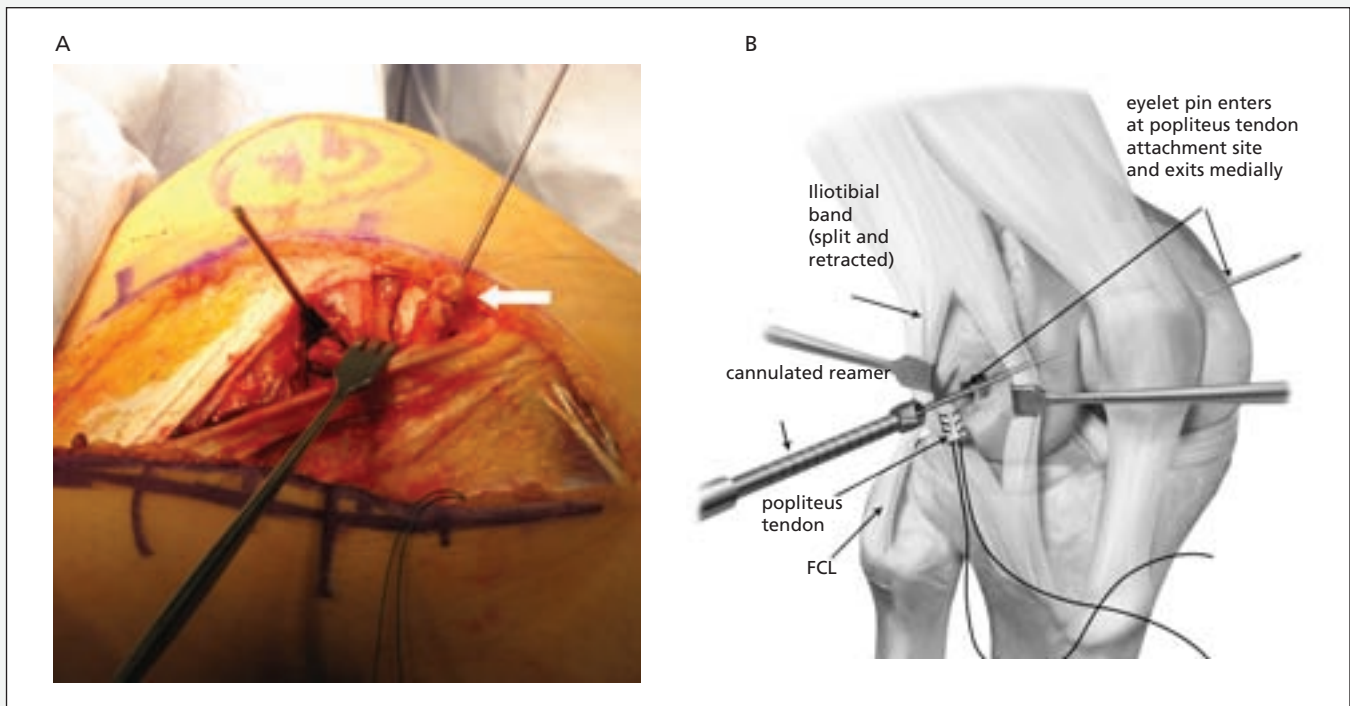 A
B
eyelet pin enters
at popliteus tendon
attachment site
and exits medially
Iliotibial
band
(split and
retracted)
cannulated reamer
popliteus
tendon
FCL